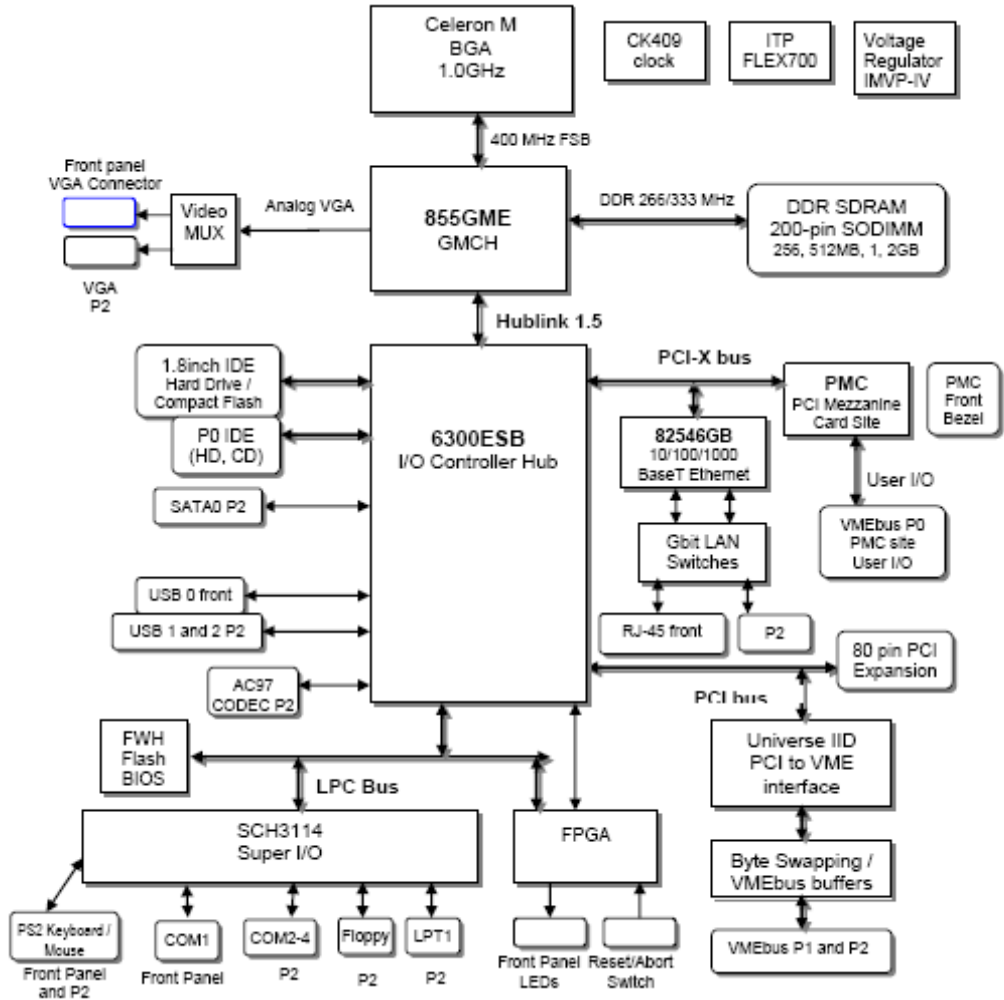 Celeron M
BGA
1.0GHz
CK409
clock
ITP
FLEX700
Voltage
Regulator
IMVP-IV
400 MHz FSB
Front panel
VGA Connector
Video
MUX
Analog VGA
855GME
GMCH
DDR 266/333 MHz
DDR SDRAM
200-pin SODIMM
256, 512MB, 1, 2GB
VGA
P2
Hublink 1.5
1.8inch IDE
Hard Drive /
Compact Flash
PCI-X bus
PMC
PCI Mezzanine
Card Site
PMC
Front
Bezel
P0 IDE
(HD, CD)
6300ESB
I/O Controller Hub
82546GB
10/100/1000
BaseT Ethernet
User I/O
SATA0 P2
Gbit LAN
Switches
VMEbus P0
PMC site
User I/O
USB 0 front
USB 1 and 2 P2
RJ-45 front
P2
80 pin PCI
Expansion
AC97
CODEC P2
PCI bus
FWH
Flash
BIOS
LPC Bus
Universe IID
PCI to VME
interface
SCH3114
Super I/O
FPGA
Byte Swapping /
VMEbus buffers
PS2 Keyboard /
Mouse
COM1
COM2-4
Floppy
LPT1
VMEbus P1 and P2
Front Panel
and P2
Front Panel
P2
P2
P2
Front Panel
LEDs
Reset/Abort
Switch